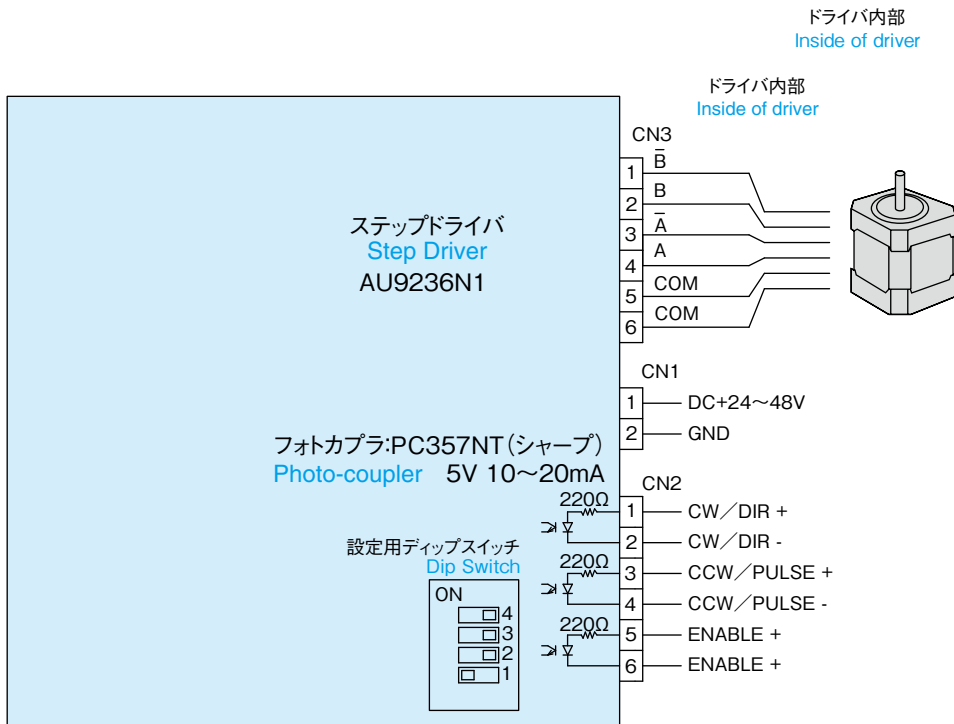 ドライバ内部
Inside of driver
ドライバ内部
Inside of driver
CN3
1 B̅
2 B
3 A̅
4 A
5 COM
6 COM
ステップドライバ
Step Driver
AU9236N1
CN1
1 DC+24～48V
2 GND
フォトカプラ:PC357NT(シャープ)
Photo-coupler 5V 10～20mA
CN2
220Ω 1 CW／DIR +
2 CW／DIR -
220Ω 3 CCW／PULSE +
4 CCW／PULSE -
220Ω 5 ENABLE +
6 ENABLE +
設定用ディップスイッチ
Dip Switch
ON
4
3
2
1